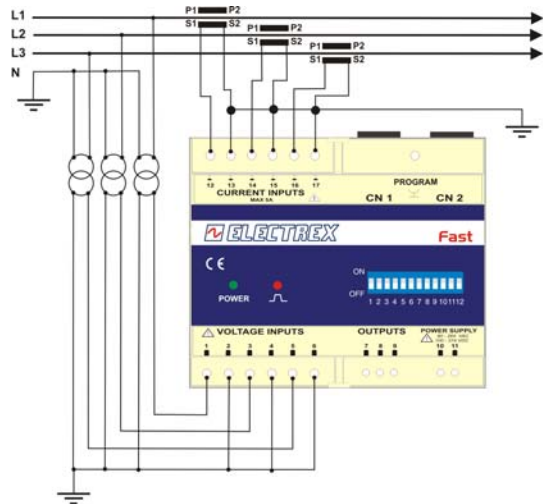 L1
P1 P2
L2
S1 S2
P1 P2
L3
S1 S2
P1 P2
N
S1 S2
12 13 14 15 16 17
CURRENT INPUTS
MAX 5A
PROGRAM
CN 1 CN 2
ELECTREX
Fast
CE
ON
OFF
1 2 3 4 5 6 7 8 9 10 11 12
POWER
VOLTAGE INPUTS
OUTPUTS
POWER SUPPLY
1 2 3 4 5 6
7 8 9
10 11